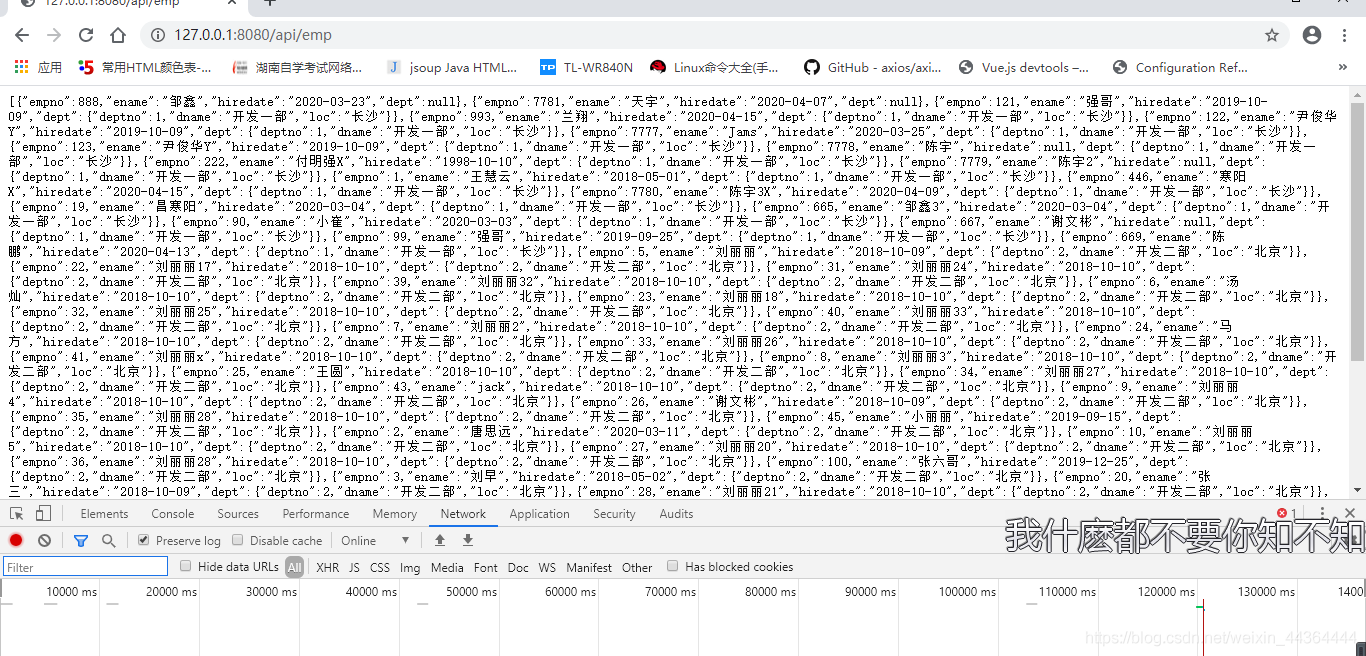 127.0.0.1:8080/api/emp
127.0.0.1:8080/api/emp
应用 常用HTML颜色表-... 湖南自学考试网络... J jsoup Java HTML... TP TL-WR840N Linux命令大全(手... GitHub - axios/axi... Vue.js devtools –... Configuration Ref... »
[{"empno":888,"ename":"邹鑫","hiredate":"2020-03-23","dept":null},{"empno":7781,"ename":"天宇","hiredate":"2020-04-07","dept":null},{"empno":121,"ename":"强哥","hiredate":"2019-10-
09","dept":{"deptno":1,"dname":"开发一部","loc":"长沙"}},{"empno":993,"ename":"兰翔","hiredate":"2020-04-15","dept":{"deptno":1,"dname":"开发一部","loc":"长沙"}},{"empno":122,"ename":"尹俊华
Y","hiredate":"2019-10-09","dept":{"deptno":1,"dname":"开发一部","loc":"长沙"}},{"empno":7777,"ename":"Jams","hiredate":"2020-03-25","dept":{"deptno":1,"dname":"开发一部","loc":"长沙"}},
{"empno":123,"ename":"尹俊华Y","hiredate":"2019-10-09","dept":{"deptno":1,"dname":"开发一部","loc":"长沙"}},{"empno":7778,"ename":"陈宇","hiredate":null,"dept":{"deptno":1,"dname":"开发一
部","loc":"长沙"}},{"empno":222,"ename":"付明强X","hiredate":"1998-10-10","dept":{"deptno":1,"dname":"开发一部","loc":"长沙"}},{"empno":7779,"ename":"陈宇2","hiredate":null,"dept":
{"deptno":1,"dname":"开发一部","loc":"长沙"}},{"empno":1,"ename":"王慧云","hiredate":"2018-05-01","dept":{"deptno":1,"dname":"开发一部","loc":"长沙"}},{"empno":446,"ename":"寒阳
X","hiredate":"2020-04-15","dept":{"deptno":1,"dname":"开发一部","loc":"长沙"}},{"empno":7780,"ename":"陈宇3X","hiredate":"2020-04-09","dept":{"deptno":1,"dname":"开发一部","loc":"长沙"}},
{"empno":19,"ename":"昌寒阳","hiredate":"2020-03-04","dept":{"deptno":1,"dname":"开发一部","loc":"长沙"}},{"empno":665,"ename":"邹鑫3","hiredate":"2020-03-04","dept":{"deptno":1,"dname":"开
发一部","loc":"长沙"}},{"empno":90,"ename":"小崔","hiredate":"2020-03-03","dept":{"deptno":1,"dname":"开发一部","loc":"长沙"}},{"empno":667,"ename":"谢文彬","hiredate":null,"dept":
{"deptno":1,"dname":"开发一部","loc":"长沙"}},{"empno":99,"ename":"强哥","hiredate":"2019-09-25","dept":{"deptno":1,"dname":"开发一部","loc":"长沙"}},{"empno":669,"ename":"陈
鹏","hiredate":"2020-04-13","dept":{"deptno":1,"dname":"开发一部","loc":"长沙"}},{"empno":5,"ename":"刘丽丽","hiredate":"2018-10-09","dept":{"deptno":2,"dname":"开发二部","loc":"北京"}},
{"empno":22,"ename":"刘丽丽17","hiredate":"2018-10-10","dept":{"deptno":2,"dname":"开发二部","loc":"北京"}},{"empno":31,"ename":"刘丽丽24","hiredate":"2018-10-10","dept":
{"deptno":2,"dname":"开发二部","loc":"北京"}},{"empno":39,"ename":"刘丽丽32","hiredate":"2018-10-10","dept":{"deptno":2,"dname":"开发二部","loc":"北京"}},{"empno":6,"ename":"汤
灿","hiredate":"2018-10-10","dept":{"deptno":2,"dname":"开发二部","loc":"北京"}},{"empno":23,"ename":"刘丽丽18","hiredate":"2018-10-10","dept":{"deptno":2,"dname":"开发二部","loc":"北京"}},
{"empno":32,"ename":"刘丽丽25","hiredate":"2018-10-10","dept":{"deptno":2,"dname":"开发二部","loc":"北京"}},{"empno":40,"ename":"刘丽丽33","hiredate":"2018-10-10","dept":
{"deptno":2,"dname":"开发二部","loc":"北京"}},{"empno":7,"ename":"刘丽丽2","hiredate":"2018-10-10","dept":{"deptno":2,"dname":"开发二部","loc":"北京"}},{"empno":24,"ename":"马
方","hiredate":"2018-10-10","dept":{"deptno":2,"dname":"开发二部","loc":"北京"}},{"empno":33,"ename":"刘丽丽26","hiredate":"2018-10-10","dept":{"deptno":2,"dname":"开发二部","loc":"北京"}},
{"empno":41,"ename":"刘丽丽x","hiredate":"2018-10-10","dept":{"deptno":2,"dname":"开发二部","loc":"北京"}},{"empno":8,"ename":"刘丽丽3","hiredate":"2018-10-10","dept":{"deptno":2,"dname":"开
发二部","loc":"北京"}},{"empno":25,"ename":"王圆","hiredate":"2018-10-10","dept":{"deptno":2,"dname":"开发二部","loc":"北京"}},{"empno":34,"ename":"刘丽丽27","hiredate":"2018-10-10","dept":
{"deptno":2,"dname":"开发二部","loc":"北京"}},{"empno":43,"ename":"jack","hiredate":"2018-10-10","dept":{"deptno":2,"dname":"开发二部","loc":"北京"}},{"empno":9,"ename":"刘丽丽
4","hiredate":"2018-10-10","dept":{"deptno":2,"dname":"开发二部","loc":"北京"}},{"empno":26,"ename":"谢文彬","hiredate":"2018-10-09","dept":{"deptno":2,"dname":"开发二部","loc":"北京"}},
{"empno":35,"ename":"刘丽丽28","hiredate":"2018-10-10","dept":{"deptno":2,"dname":"开发二部","loc":"北京"}},{"empno":45,"ename":"小丽丽","hiredate":"2019-09-15","dept":
{"deptno":2,"dname":"开发二部","loc":"北京"}},{"empno":2,"ename":"唐思远","hiredate":"2020-03-11","dept":{"deptno":2,"dname":"开发二部","loc":"北京"}},{"empno":10,"ename":"刘丽丽
5","hiredate":"2018-10-10","dept":{"deptno":2,"dname":"开发二部","loc":"北京"}},{"empno":27,"ename":"刘丽丽20","hiredate":"2018-10-10","dept":{"deptno":2,"dname":"开发二部","loc":"北京"}},
{"empno":36,"ename":"刘丽丽28","hiredate":"2018-10-10","dept":{"deptno":2,"dname":"开发二部","loc":"北京"}},{"empno":100,"ename":"张六哥","hiredate":"2019-12-25","dept":
{"deptno":2,"dname":"开发二部","loc":"北京"}},{"empno":3,"ename":"刘早","hiredate":"2018-05-02","dept":{"deptno":2,"dname":"开发二部","loc":"北京"}},{"empno":20,"ename":"张
三","hiredate":"2018-10-09","dept":{"deptno":2,"dname":"开发二部","loc":"北京"}},{"empno":28,"ename":"刘丽丽21","hiredate":"2018-10-10","dept":{"deptno":2,"dname":"开发二部","loc":"北京"}},
Elements Console Sources Performance Memory Network Application Security Audits 1
我什麽都不要你知不知
Preserve log Disable cache Online
Filter Hide data URLs All XHR JS CSS Img Media Font Doc WS Manifest Other Has blocked cookies
10000 ms 20000 ms 30000 ms 40000 ms 50000 ms 60000 ms 70000 ms 80000 ms 90000 ms 100000 ms 110000 ms 120000 ms 130000 ms 1400
https://blog.csdn.net/weixin_44364444